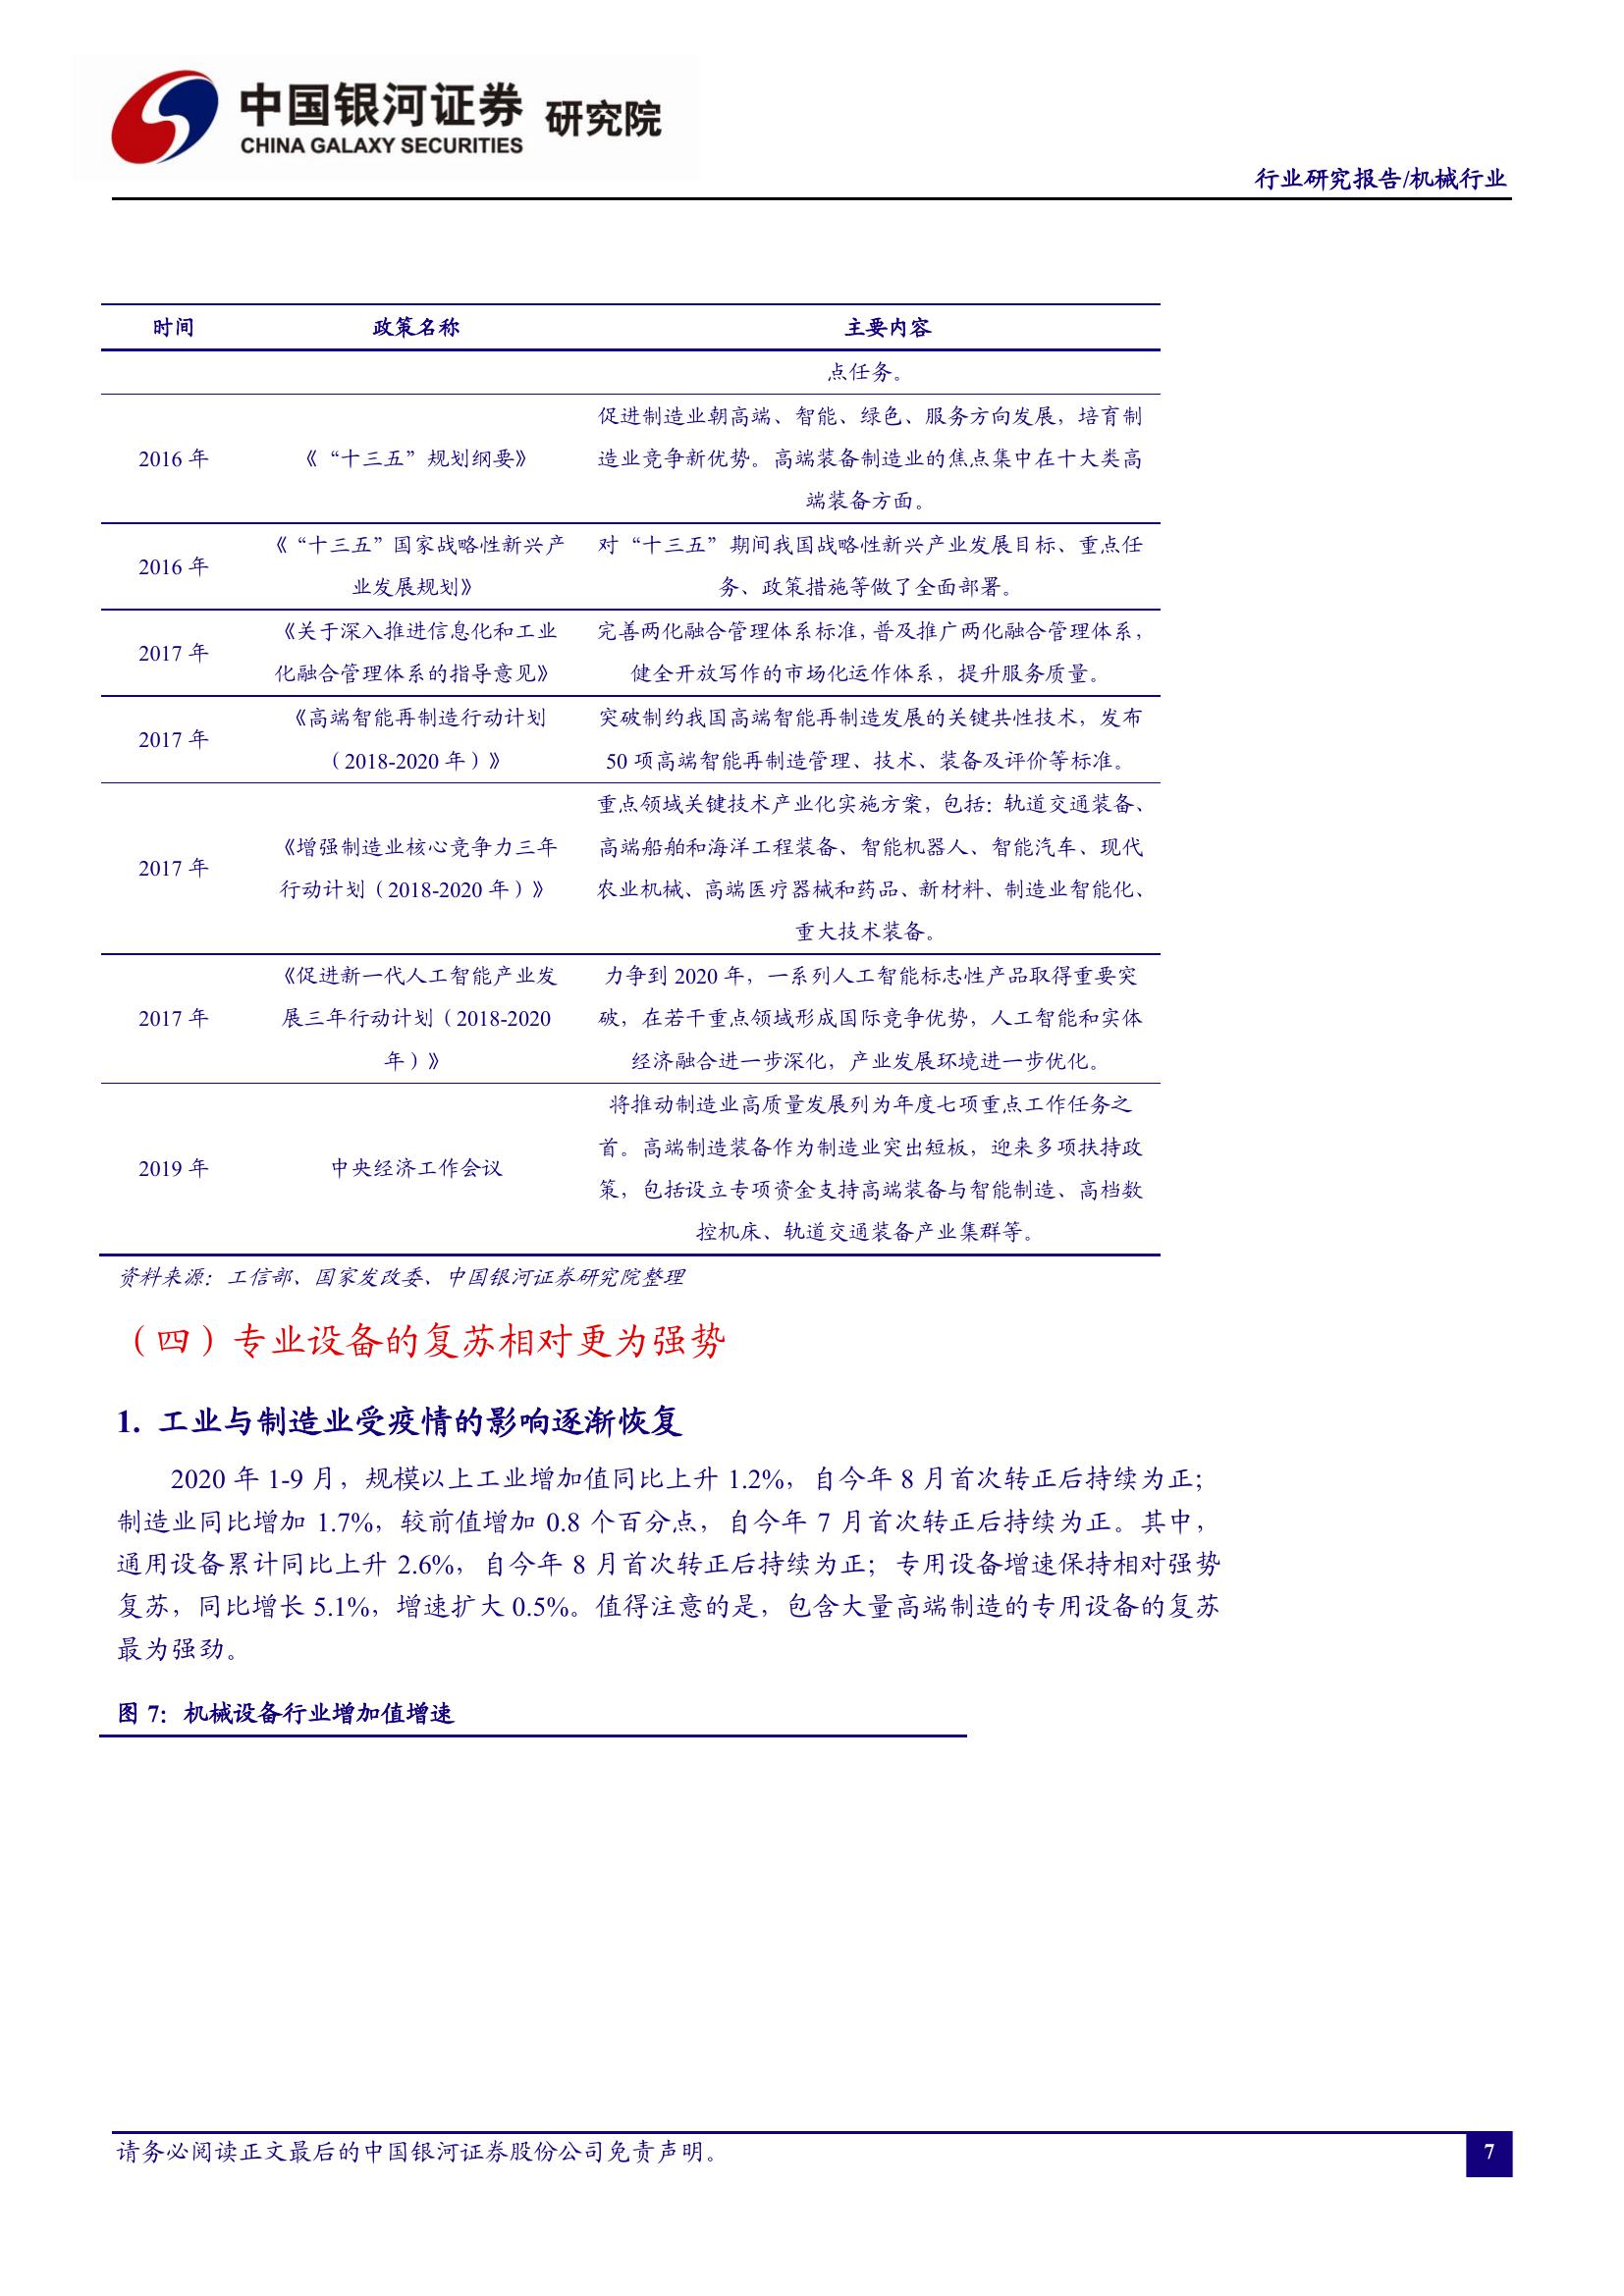 中国银河证券 研究院
CHINA GALAXY SECURITIES
行业研究报告/机械行业
时间 政策名称 主要内容
点任务。
2016 年 《“十三五”规划纲要》 促进制造业朝高端、智能、绿色、服务方向发展，培育制
造业竞争新优势。高端装备制造业的焦点集中在十大类高
端装备方面。
2016 年 《“十三五”国家战略性新兴产
业发展规划》
对“十三五”期间我国战略性新兴产业发展目标、重点任
务、政策措施等做了全面部署。
2017 年 《关于深入推进信息化和工业
化融合管理体系的指导意见》
完善两化融合管理体系标准，普及推广两化融合管理体系，
健全开放写作的市场化运作体系，提升服务质量。
2017 年 《高端智能再制造行动计划
（2018-2020 年）》
突破制约我国高端智能再制造发展的关键共性技术，发布
50 项高端智能再制造管理、技术、装备及评价等标准。
2017 年 《增强制造业核心竞争力三年
行动计划（2018-2020 年）》
重点领域关键技术产业化实施方案，包括：轨道交通装备、
高端船舶和海洋工程装备、智能机器人、智能汽车、现代
农业机械、高端医疗器械和药品、新材料、制造业智能化、
重大技术装备。
2017 年 《促进新一代人工智能产业发
展三年行动计划（2018-2020
年）》
力争到 2020 年，一系列人工智能标志性产品取得重要突
破，在若干重点领域形成国际竞争优势，人工智能和实体
经济融合进一步深化，产业发展环境进一步优化。
2019 年 中央经济工作会议 将推动制造业高质量发展列为年度七项重点工作任务之
首。高端制造装备作为制造业突出短板，迎来多项扶持政
策，包括设立专项资金支持高端装备与智能制造、高档数
控机床、轨道交通装备产业集群等。
资料来源：工信部、国家发改委、中国银河证券研究院整理
（四）专业设备的复苏相对更为强势
1. 工业与制造业受疫情的影响逐渐恢复
2020 年 1-9 月，规模以上工业增加值同比上升 1.2%，自今年 8 月首次转正后持续为正；
制造业同比增加 1.7%，较前值增加 0.8 个百分点，自今年 7 月首次转正后持续为正。其中，
通用设备累计同比上升 2.6%，自今年 8 月首次转正后持续为正；专用设备增速保持相对强势
复苏，同比增长 5.1%，增速扩大 0.5%。值得注意的是，包含大量高端制造的专用设备的复苏
最为强劲。
图 7：机械设备行业增加值增速
请务必阅读正文最后的中国银河证券股份公司免责声明。
7